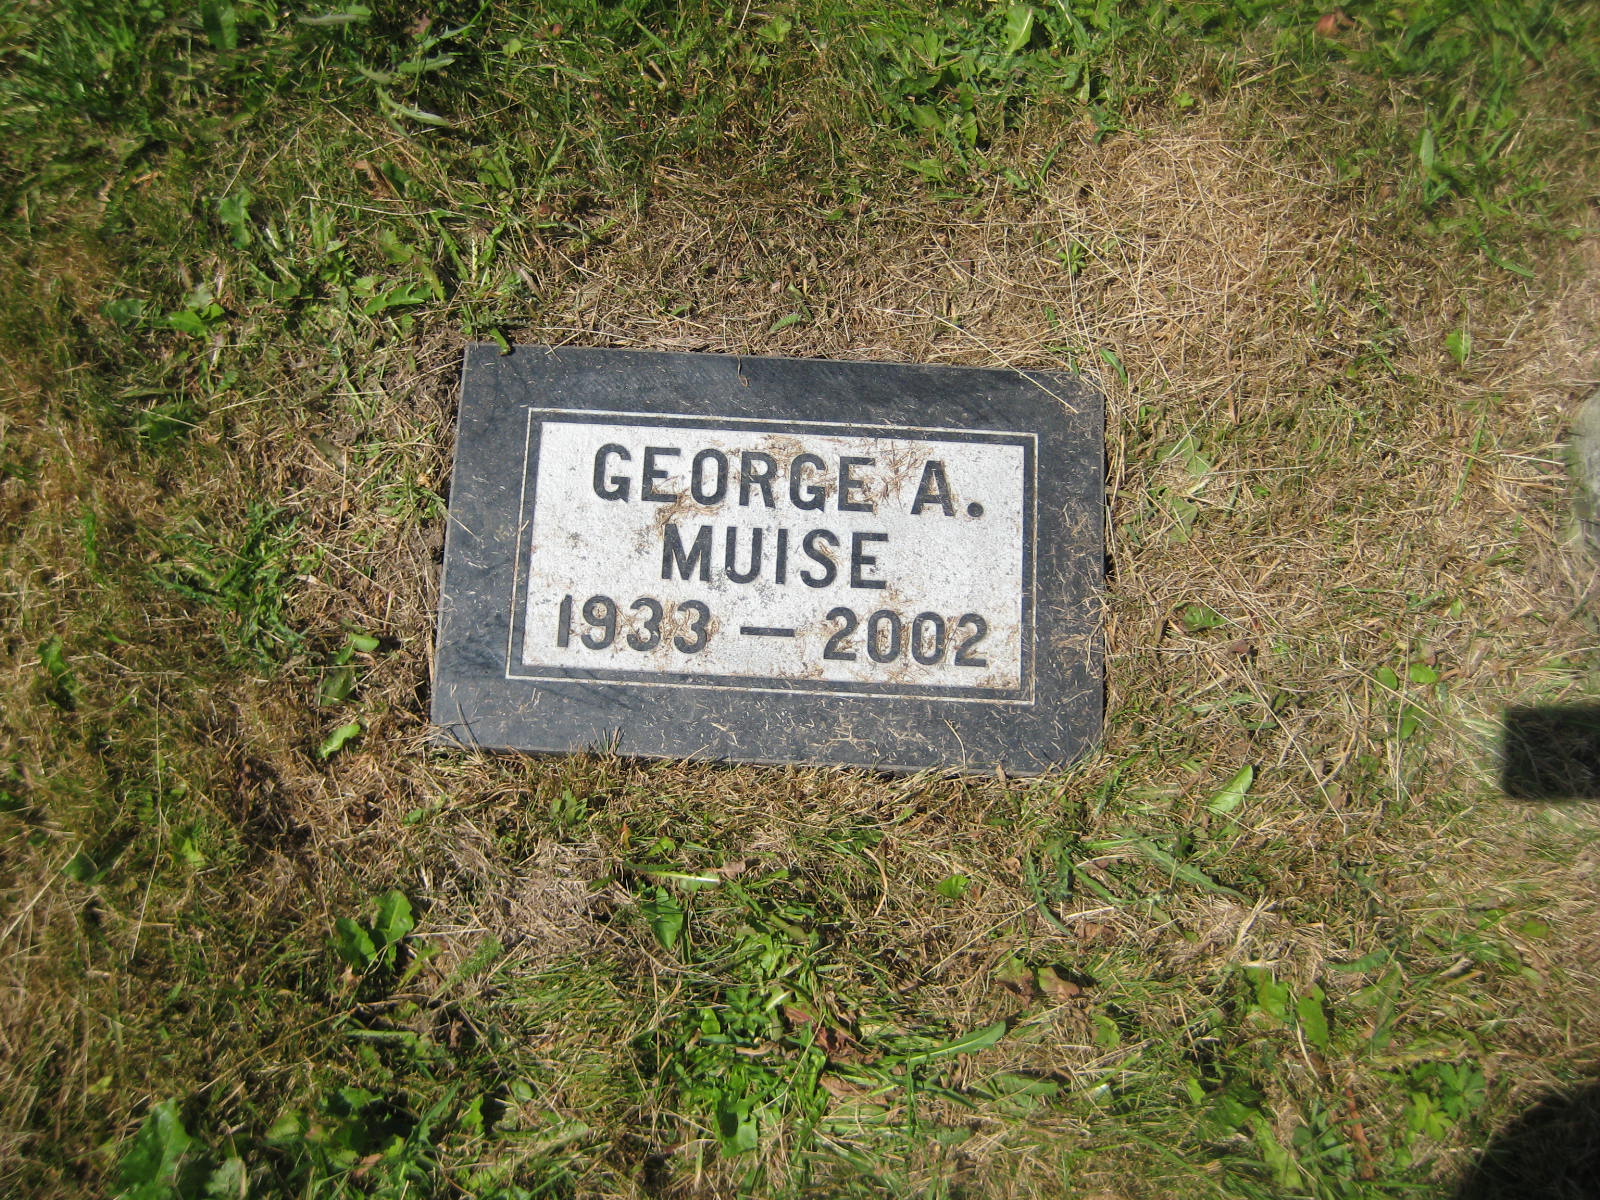 GEORGE A.
MUISE
1933 — 2002